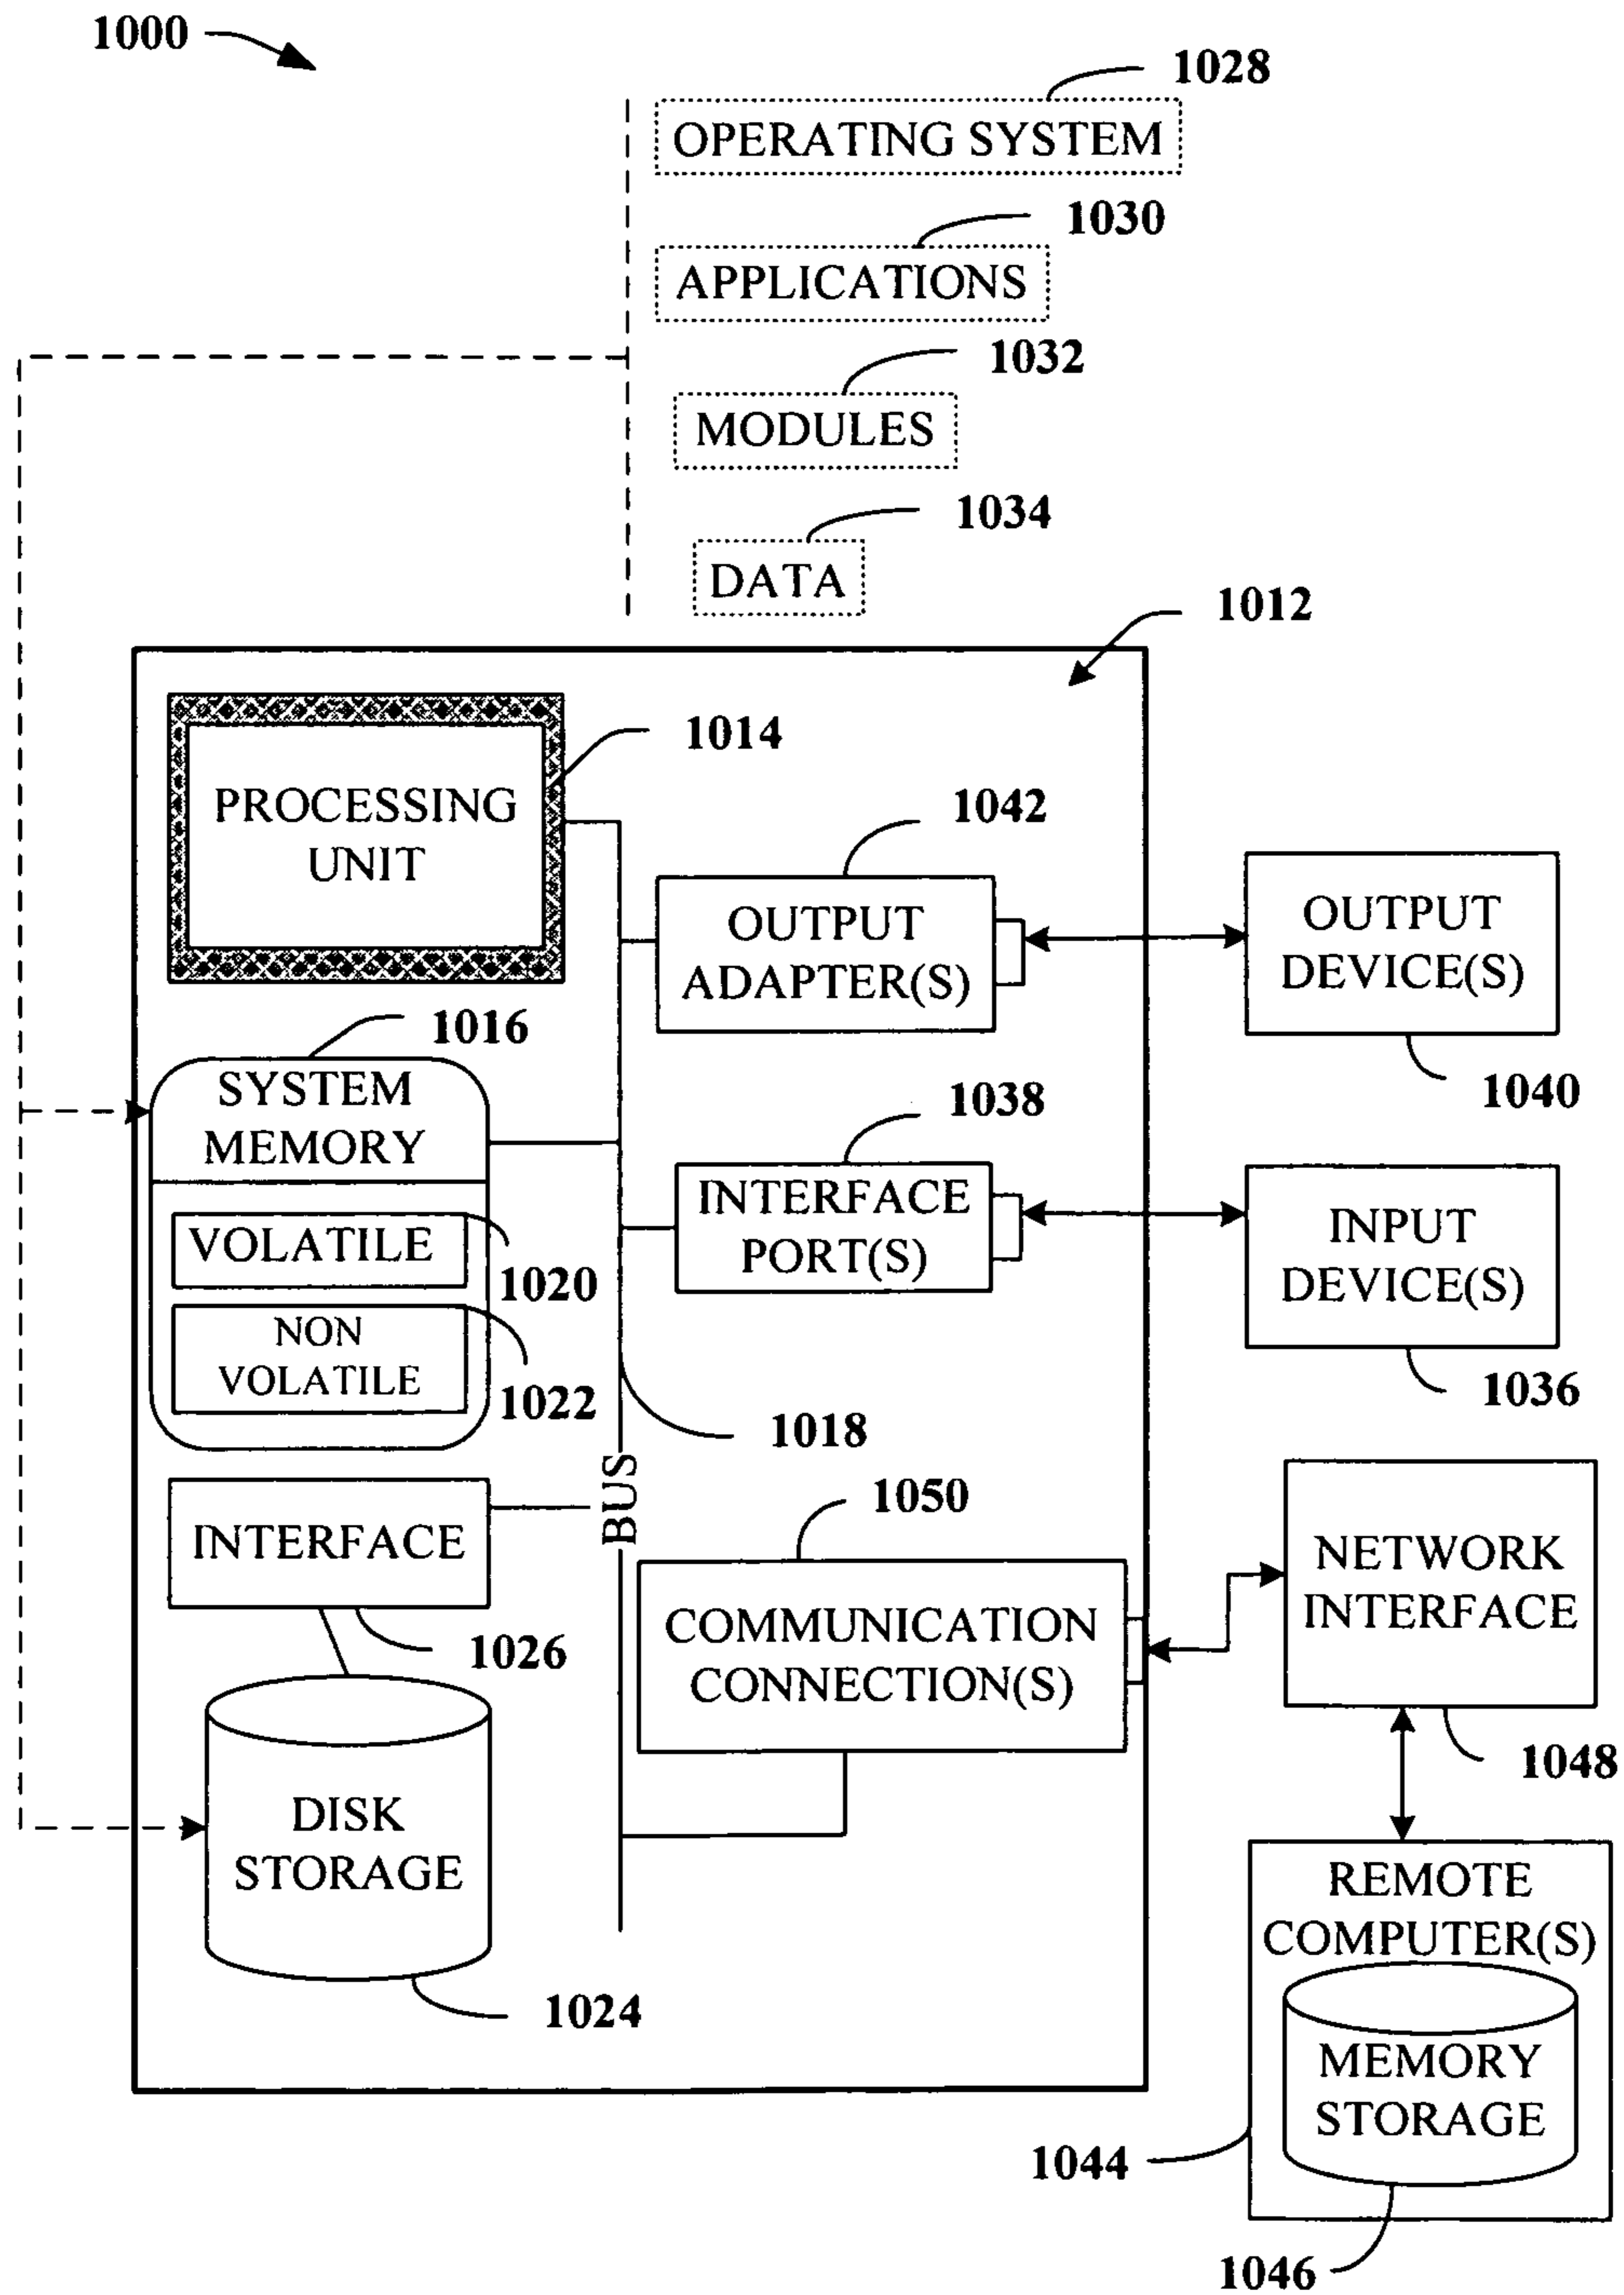 1000
1028
OPERATING SYSTEM
1030
APPLICATIONS
1032
MODULES
1034
DATA
1012
PROCESSING
UNIT
1014
1042
OUTPUT
ADAPTER(S)
OUTPUT
DEVICE(S)
1040
1016
SYSTEM
MEMORY
VOLATILE
1020
NON
VOLATILE
1022
1038
INTERFACE
PORT(S)
INPUT
DEVICE(S)
1036
1018
BUS
INTERFACE
1026
1050
COMMUNICATION
CONNECTION(S)
NETWORK
INTERFACE
1048
DISK
STORAGE
1024
REMOTE
COMPUTER(S)
MEMORY
STORAGE
1044
1046